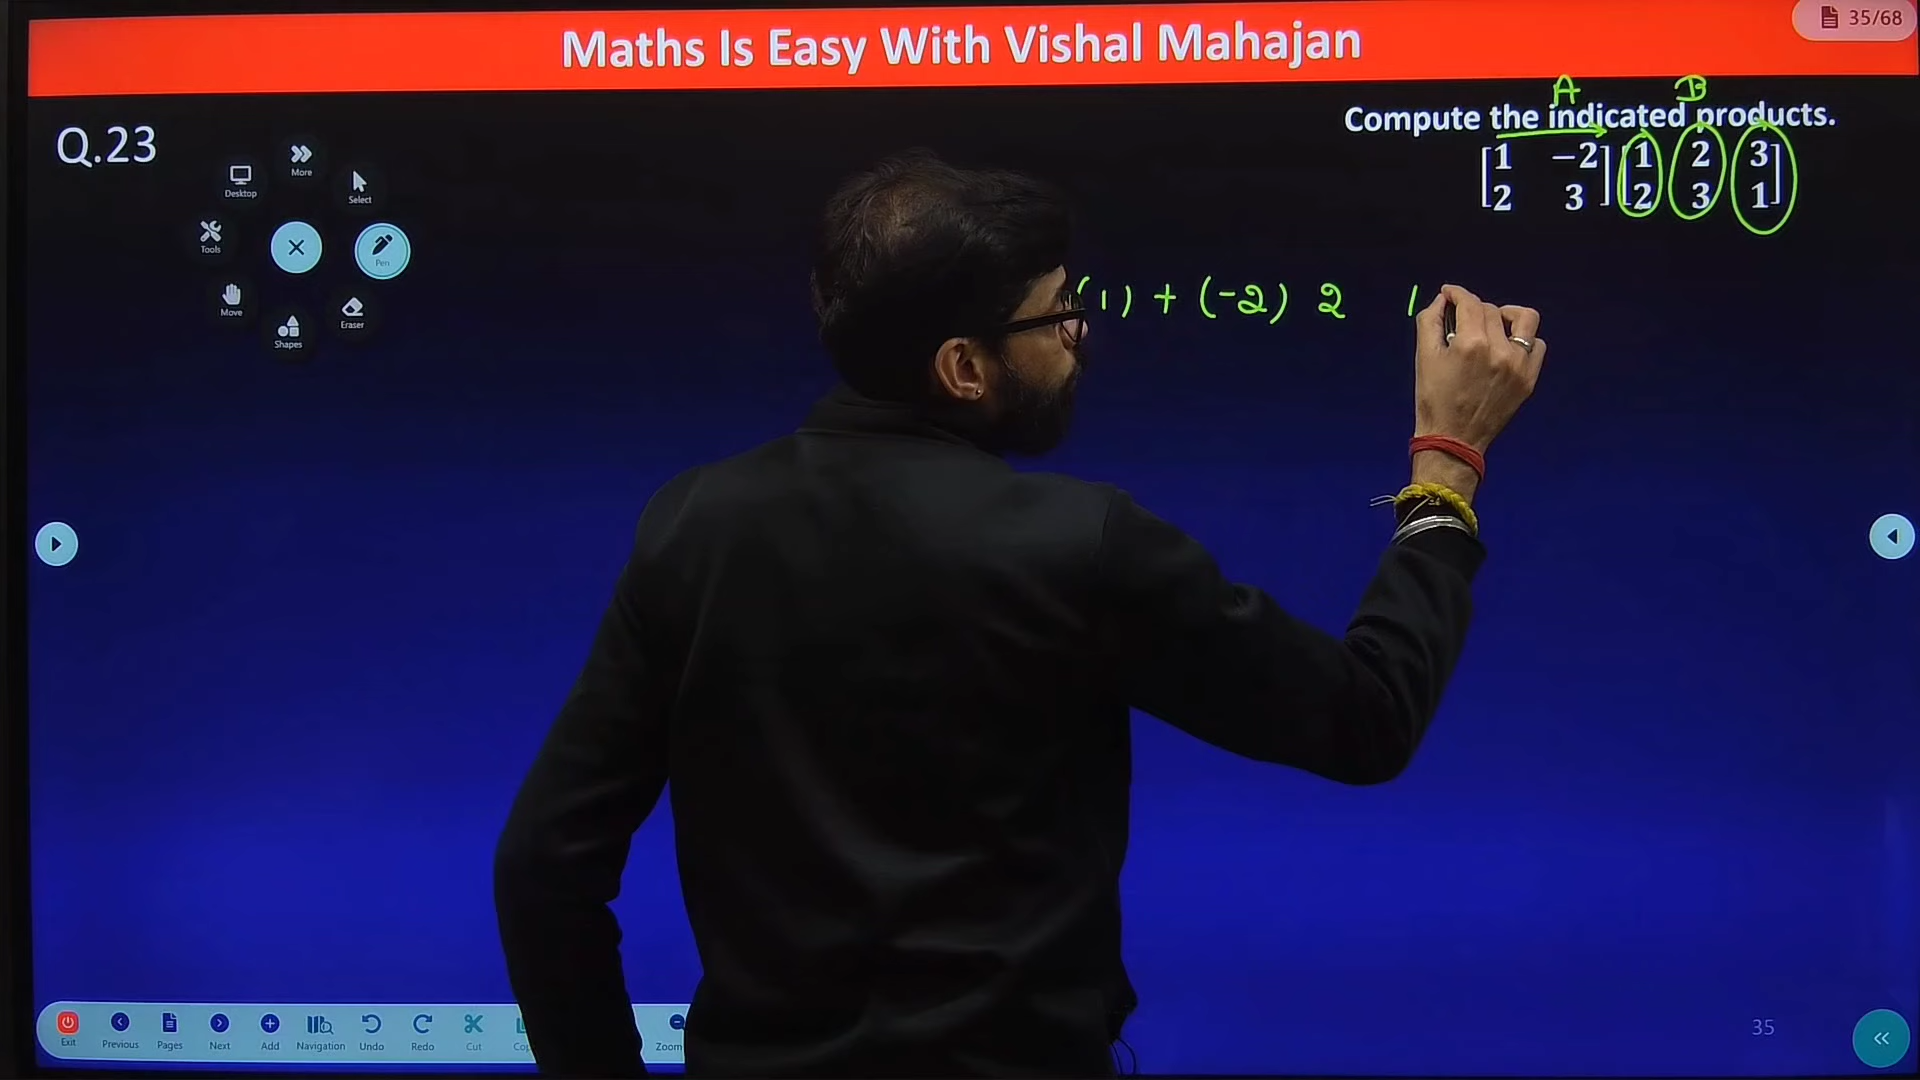 Maths Is Easy With Vishal Mahajan
35/68
Q.23
A B
Compute the indicated products.
[1 −2] [1 2 3]
[2 3] [2 3 1]
More
Desktop
Select
Tools
Pen
Move
Eraser
Shapes
(1) + (-2) 2 1
35
Exit Previous Pages Next Add Navigation Undo Redo Cut Zoom